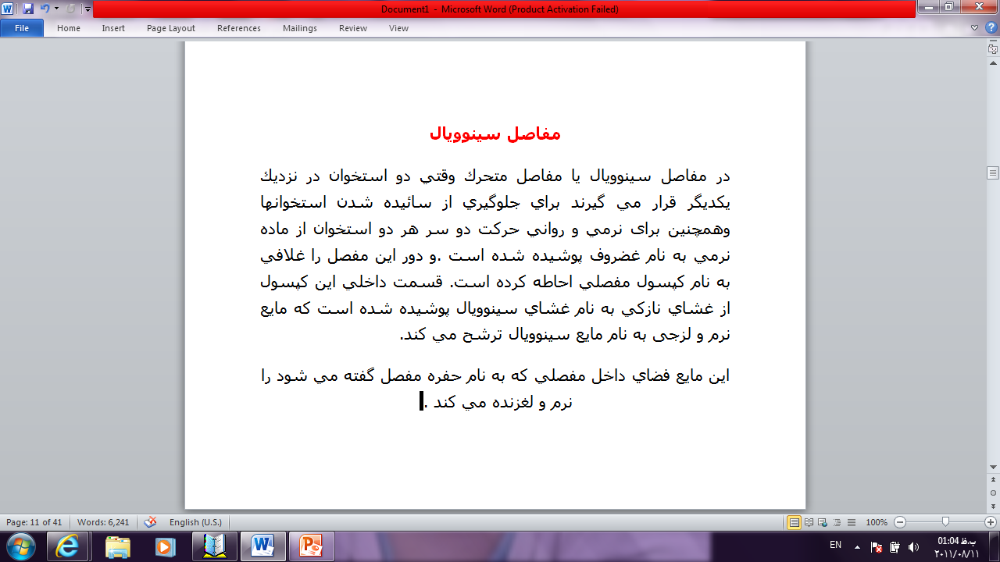 Document1 - Microsoft Word (Product Activation Failed)
File Home Insert Page Layout References Mailings Review View
مفاصل سينوويال
در مفاصل سينوويال يا مفاصل متحرك وقتي دو استخوان در نزديك
يكديگر قرار مي گيرند براي جلوگيري از سائيده شدن استخوانها
وهمچنين برای نرمي و رواني حركت دو سر هر دو استخوان از ماده
نرمي به نام غضروف پوشيده شده است .و دور اين مفصل را غلافي
به نام كپسول مفصلي احاطه كرده است. قسمت داخلي اين كپسول
از غشاي نازكي به نام غشاي سينوويال پوشيده شده است كه مايع
نرم و لزجی به نام مايع سينوويال ترشح مي كند.
اين مايع فضاي داخل مفصلي كه به نام حفره مفصل گفته مي شود را
نرم و لغزنده مي كند .
Page: 11 of 41 Words: 6,241 English (U.S.) 100%
EN 01:04 ب.ظ
٢٠١١/٠٨/١١